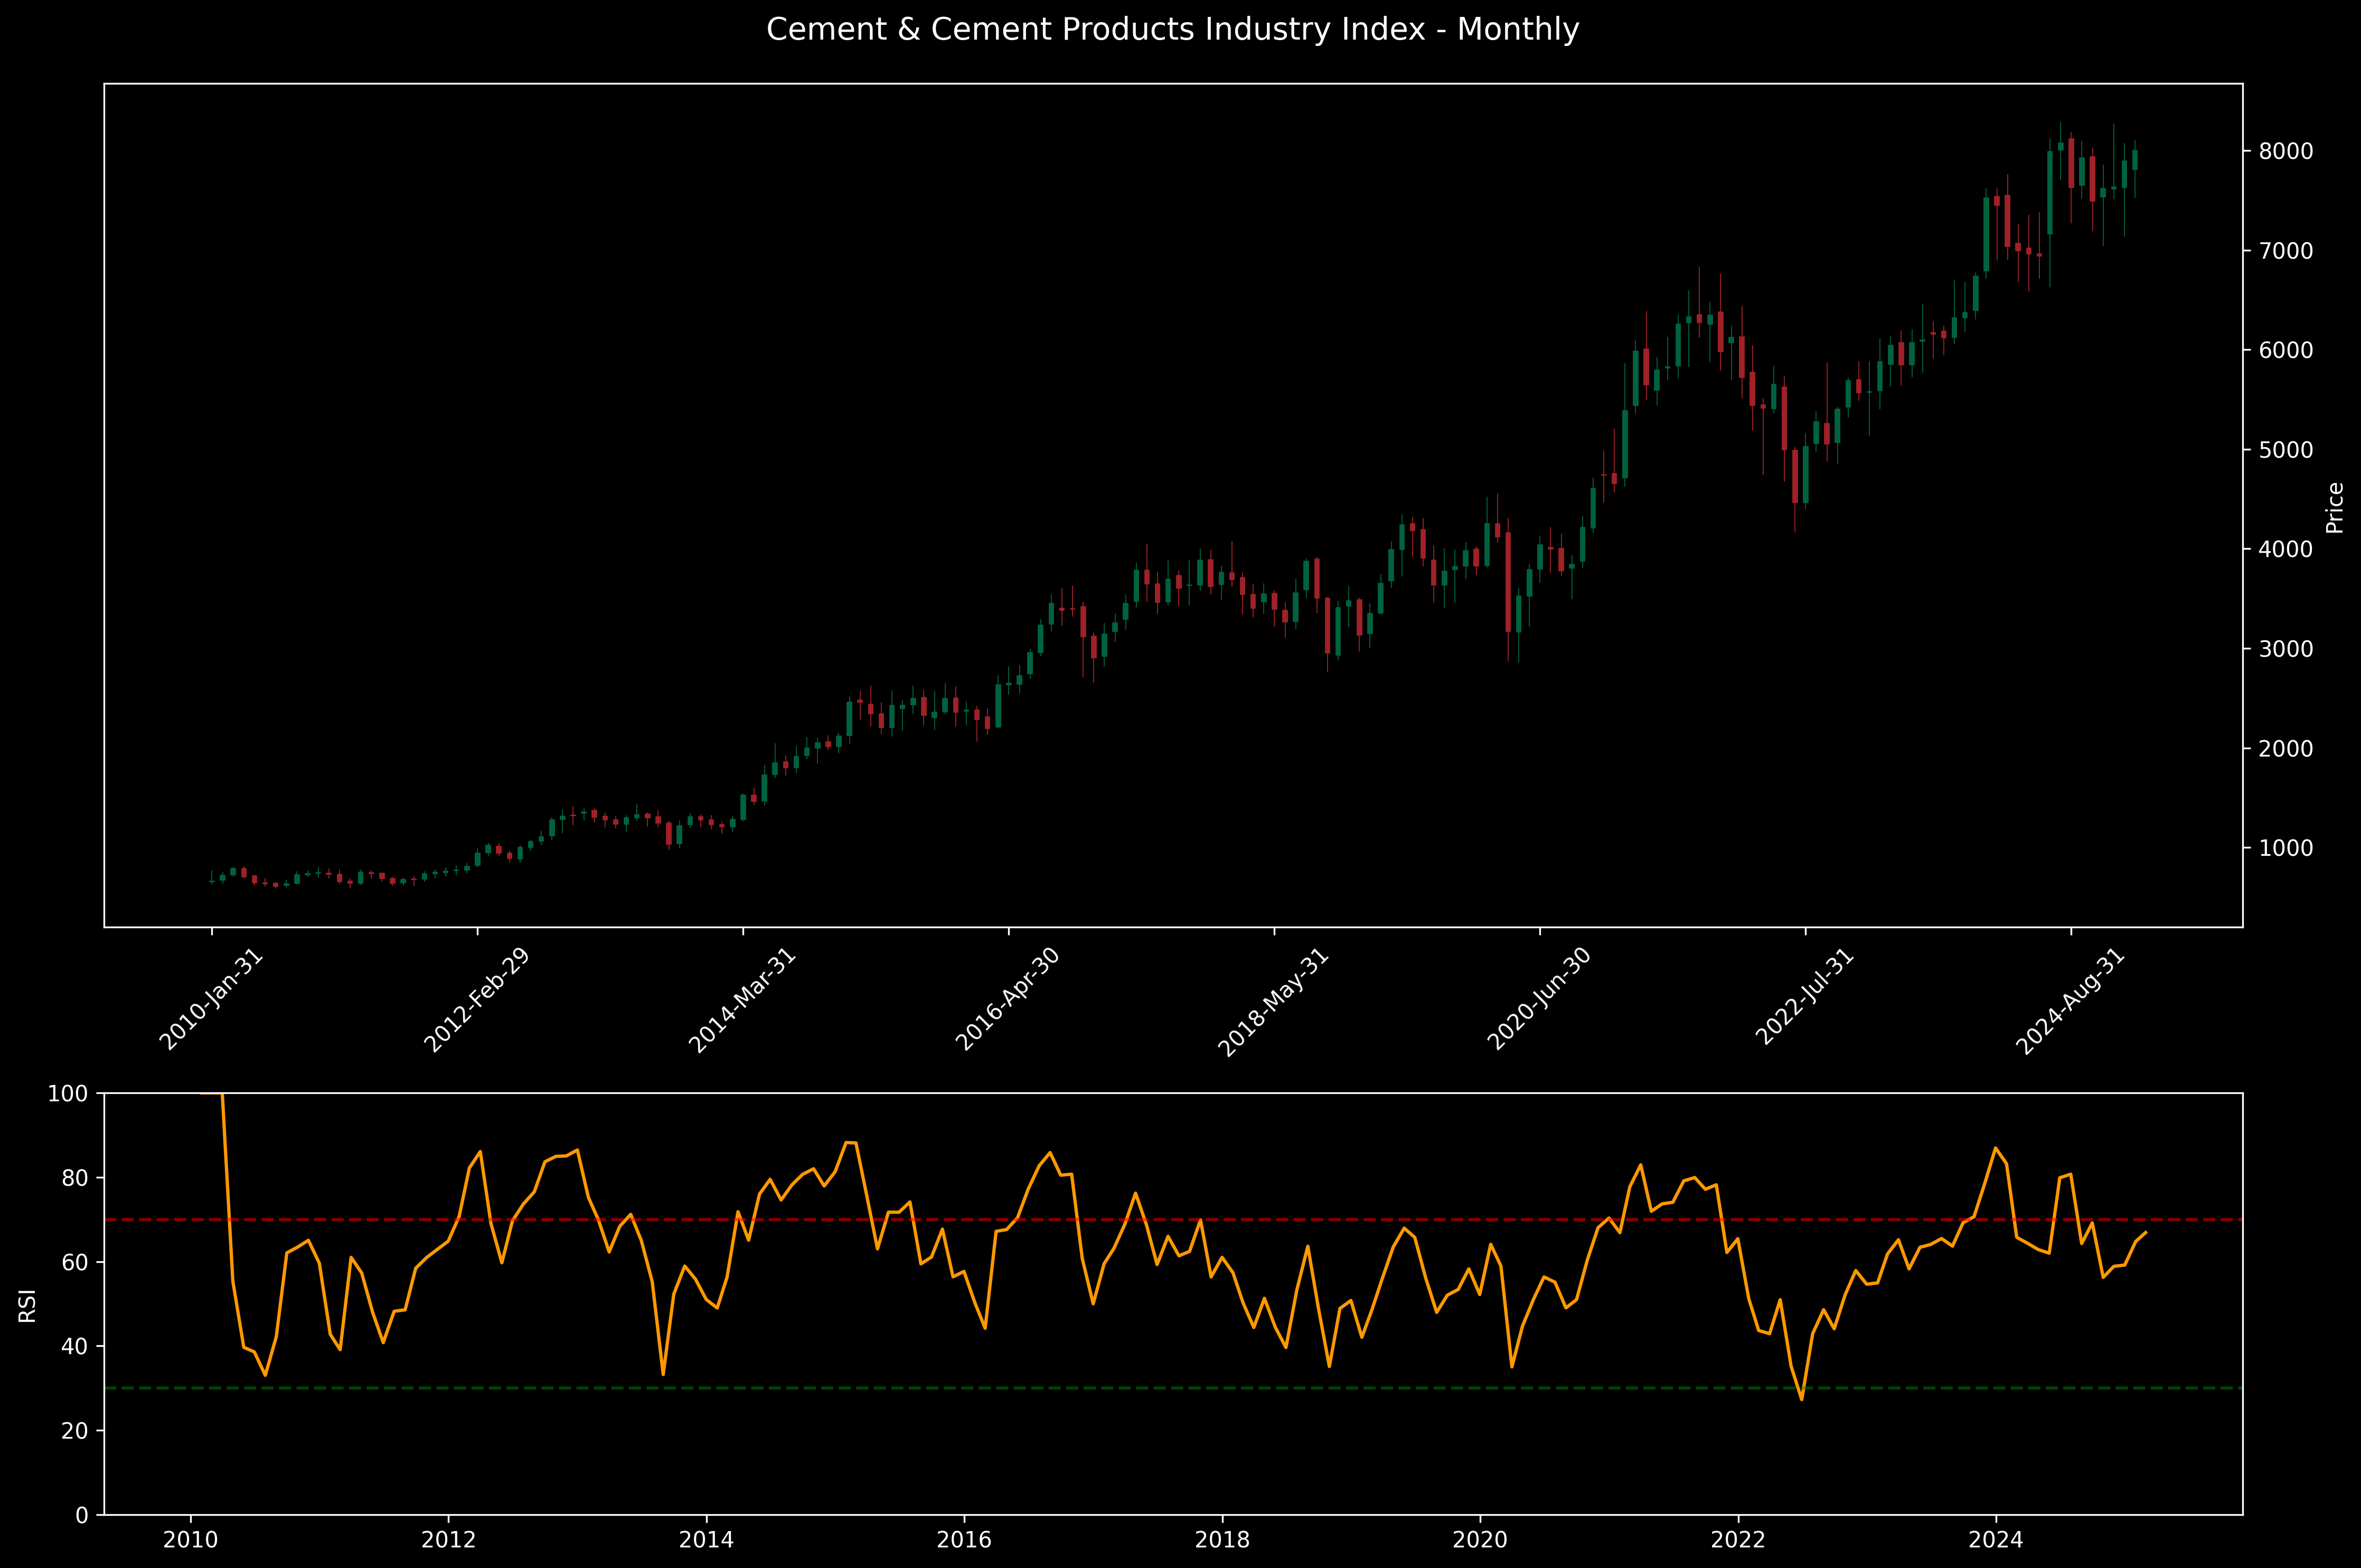 Cement & Cement Products Industry Index - Monthly
8000
7000
6000
5000
4000
3000
2000
1000
Price
2010-Jan-31
2012-Feb-29
2014-Mar-31
2016-Apr-30
2018-May-31
2020-Jun-30
2022-Jul-31
2024-Aug-31
100
80
60
40
20
0
RSI
2010
2012
2014
2016
2018
2020
2022
2024